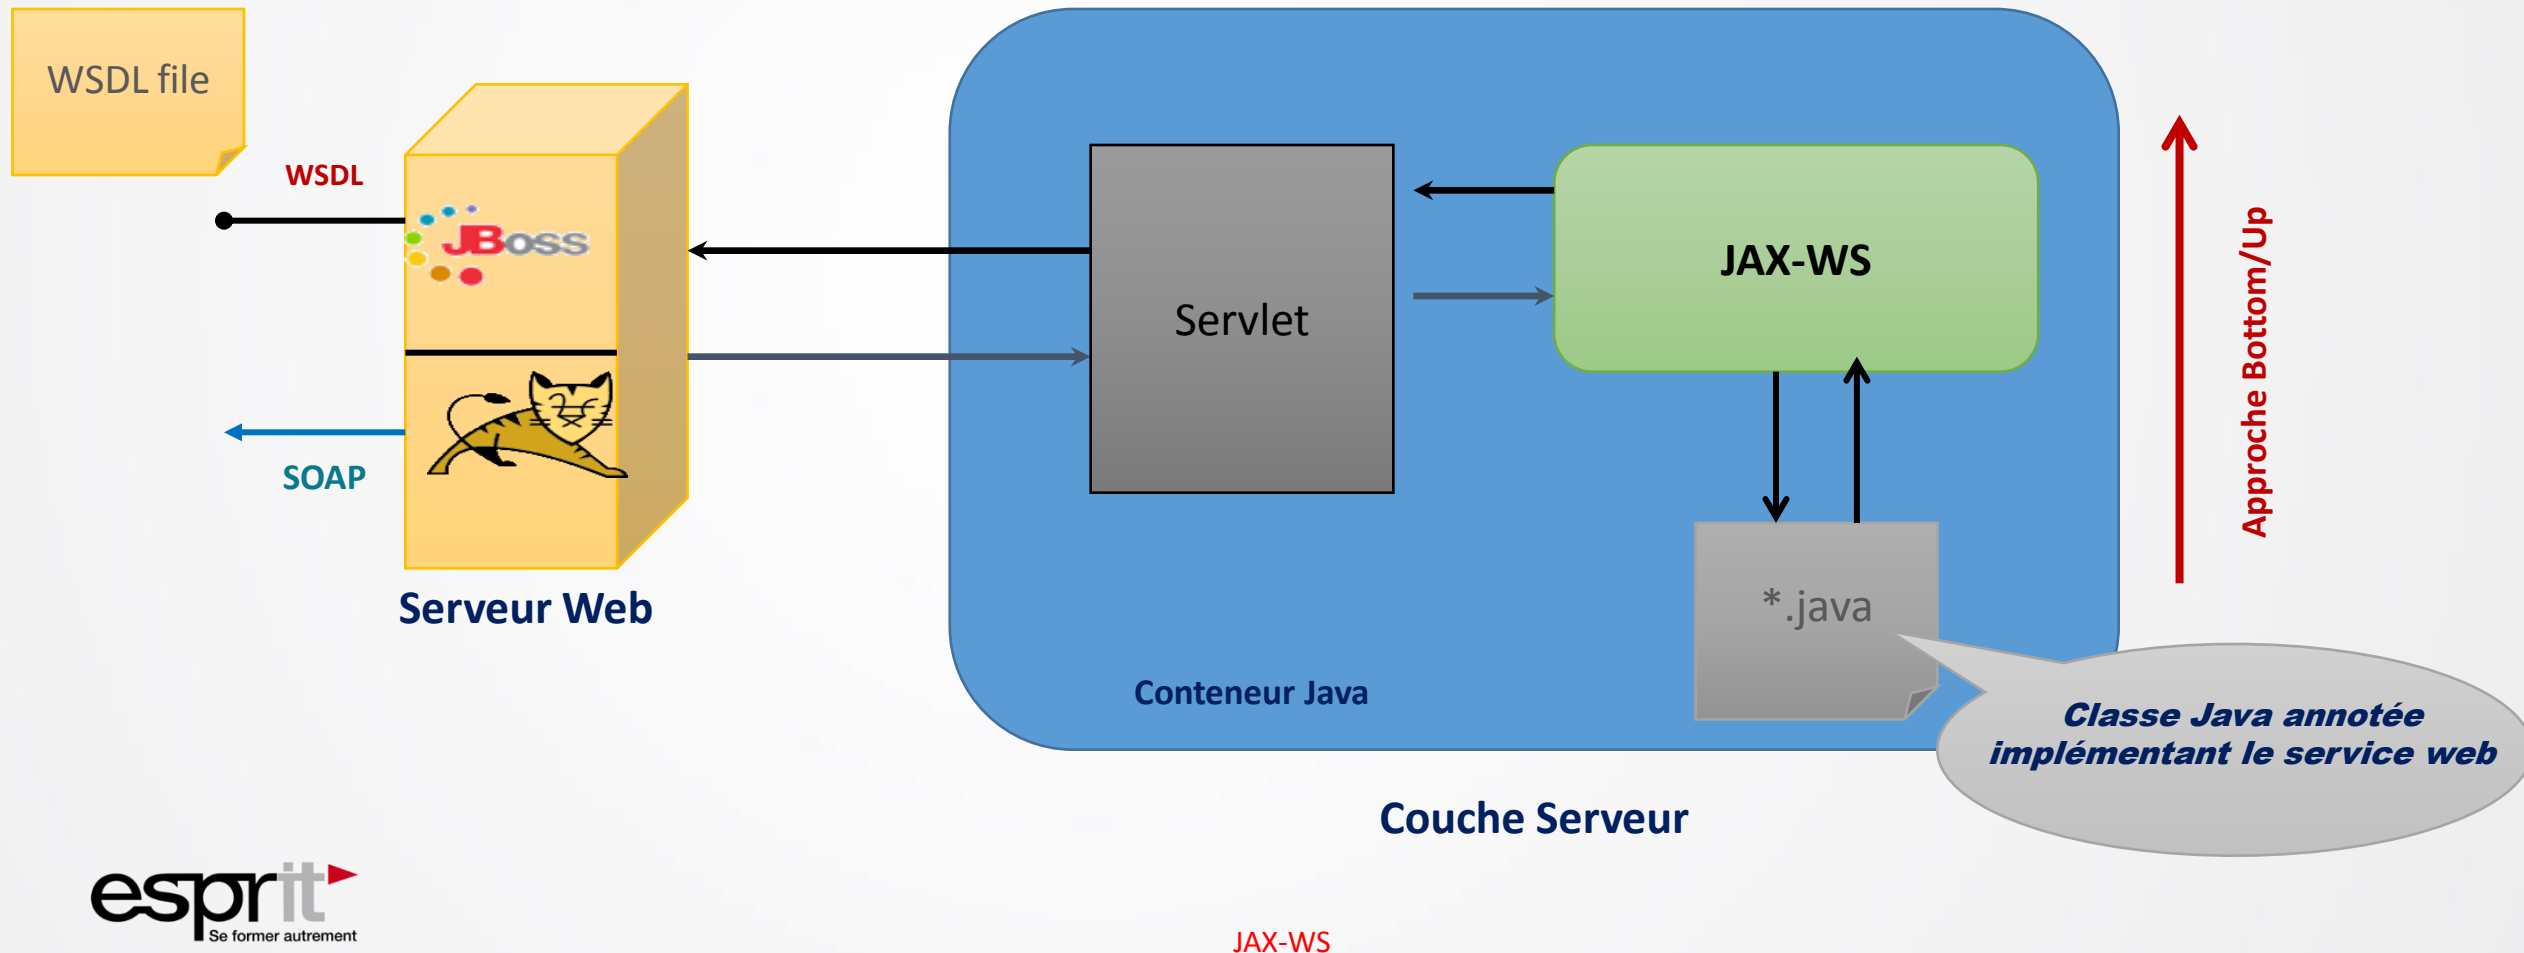 WSDL file
WSDL
JBoss
SOAP
Serveur Web
Servlet
JAX-WS
*.java
Conteneur Java
Approche Bottom/Up
Classe Java annotée
implémentant le service web
Couche Serveur
esprit
Se former autrement
JAX-WS